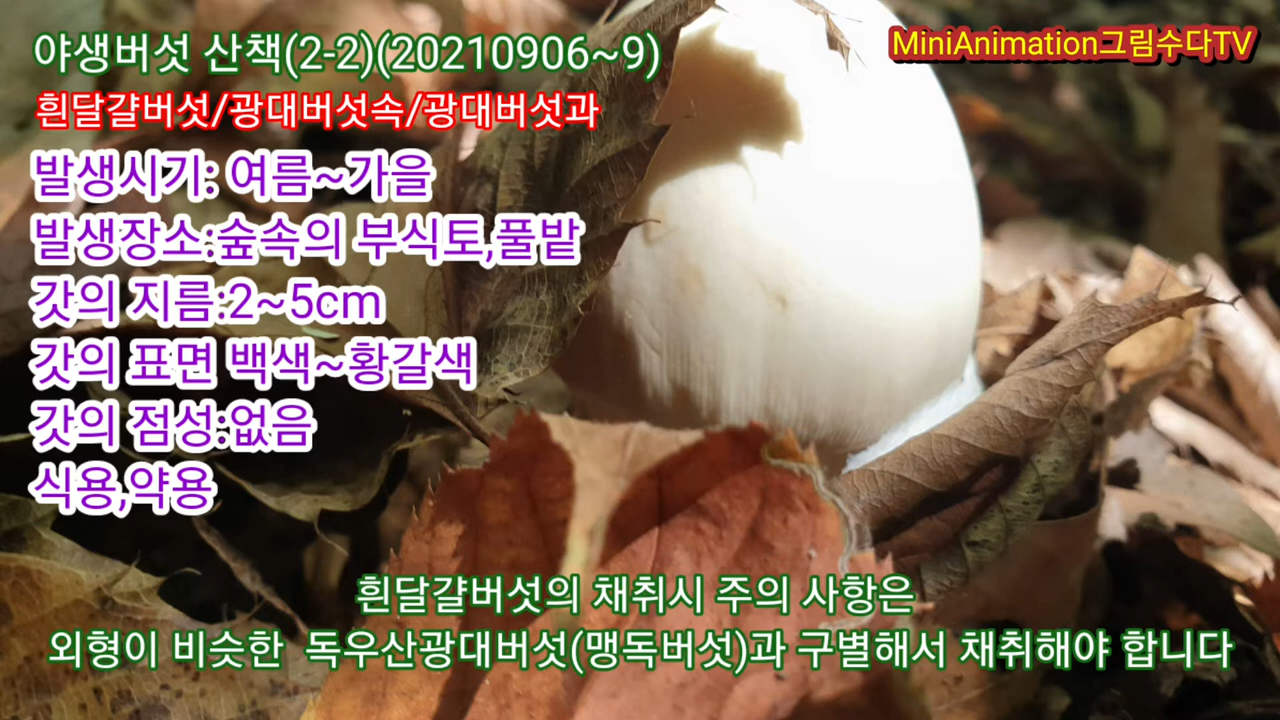 야생버섯 산책(2-2)(20210906~9)
MiniAnimation그림수다TV
흰달걀버섯/광대버섯속/광대버섯과
발생시기: 여름~가을
발생장소:숲속의 부식토,풀밭
갓의 지름:2~5cm
갓의 표면 백색~황갈색
갓의 점성:없음
식용,약용
흰달걀버섯의 채취시 주의 사항은
외형이 비슷한 독우산광대버섯(맹독버섯)과 구별해서 채취해야 합니다